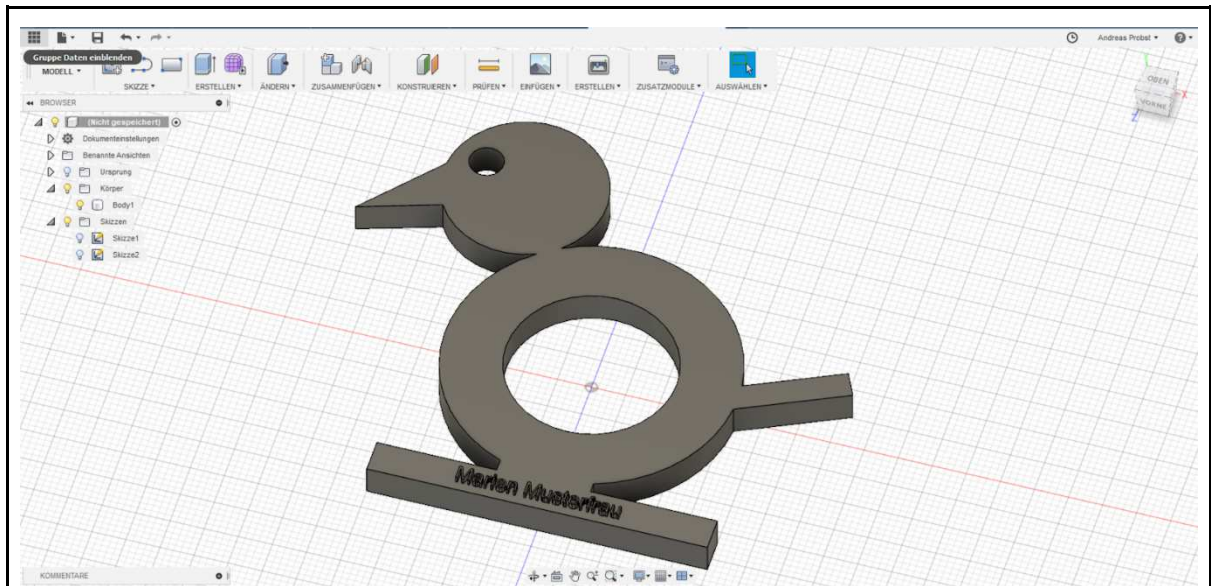 Andreas Probst
Gruppe Daten einblenden
MODELL
SKIZZE
ERSTELLEN
ÄNDERN
ZUSAMMENFÜGEN
KONSTRUIEREN
PRÜFEN
EINFÜGEN
ERSTELLEN
ZUSATZMODULE
AUSWÄHLEN
OBEN
VORNE
X
Z
BROWSER
(Nicht gespeichert)
Dokumenteinstellungen
Benannte Ansichten
Ursprung
Körper
Body1
Skizzen
Skizze1
Skizze2
Marlen Musterfrau
KOMMENTARE